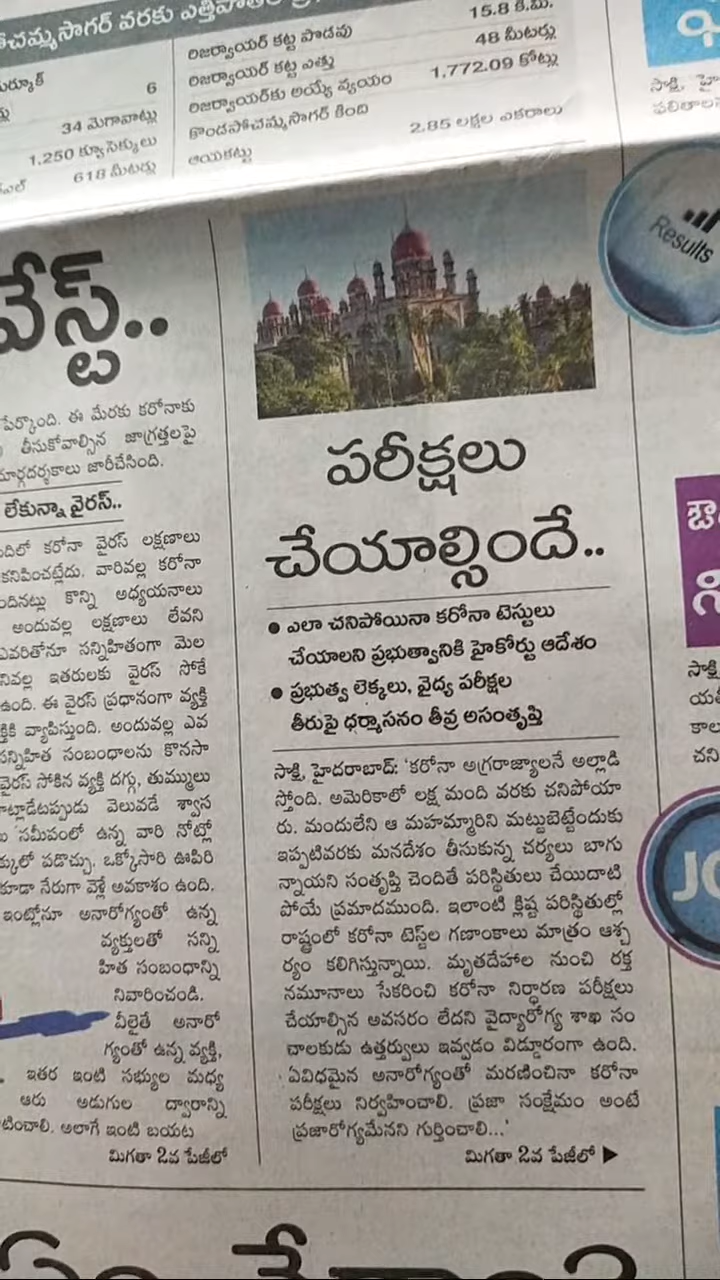 పోచమ్మసాగర్ వరకు
6
34 మెగావాట్లు
1,250 క్యూసెక్కులు
618 మీటర్లు
రిజర్వాయర్ కట్ట పొడవు
15.8 కి.మీ.
రిజర్వాయర్ కట్ట ఎత్తు
48 మీటర్లు
రిజర్వాయర్‌కు అయ్యే వ్యయం
1,772.09 కోట్లు
కొండపోచమ్మసాగర్ కింద
ఆయకట్టు
2.85 లక్షల ఎకరాలు
వేస్ట్..
పేర్కొంది. ఈ మేరకు కరోనాకు
తీసుకోవాల్సిన జాగ్రత్తలపై
మార్గదర్శకాలు జారీచేసింది.
లేకున్నా వైరస్..
కరోనా వైరస్ లక్షణాలు
కనిపించట్లేదు. వారివల్ల కరోనా
కొన్ని అధ్యయనాలు
అందువల్ల లక్షణాలు లేవని
ఎవరితోనూ సన్నిహితంగా మెల
ఇతరులకు వైరస్ సోకే
ఉంది. ఈ వైరస్ ప్రధానంగా వ్యక్తి
వ్యాపిస్తుంది. అందువల్ల ఎవ
సన్నిహిత సంబంధాలను కొనసా
వైరస్ సోకిన వ్యక్తి దగ్గు, తుమ్ములు
వెలువడే శ్వాస
సమీపంలో ఉన్న వారి నోట్లో
పడొచ్చు. ఒక్కోసారి ఊపిరి
కూడా నేరుగా వెళ్లే అవకాశం ఉంది.
ఇంట్లోనూ అనారోగ్యంతో ఉన్న
వ్యక్తులతో సన్ని
హిత సంబంధాన్ని
నివారించండి.
వీలైతే అనారో
గ్యంతో ఉన్న వ్యక్తి,
ఇతర ఇంటి సభ్యుల మధ్య
ఆరు అడుగుల దూరాన్ని
అలాగే ఇంటి బయట
మిగతా 2వ పేజీలో
పరీక్షలు
చేయాల్సిందే..
● ఎలా చనిపోయినా కరోనా టెస్టులు
చేయాలని ప్రభుత్వానికి హైకోర్టు ఆదేశం
● ప్రభుత్వ లెక్కలు, వైద్య పరీక్షల
తీరుపై ధర్మాసనం తీవ్ర అసంతృప్తి
సాక్షి, హైదరాబాద్: ‘కరోనా అగ్రరాజ్యాలనే అల్లాడి
స్తోంది. అమెరికాలో లక్ష మంది వరకు చనిపోయా
రు. మందులేని ఆ మహమ్మారిని మట్టుబెట్టేందుకు
ఇప్పటివరకు మనదేశం తీసుకున్న చర్యలు బాగు
న్నాయని సంతృప్తి చెందితే పరిస్థితులు చేయిదాటి
పోయే ప్రమాదముంది. ఇలాంటి క్లిష్ట పరిస్థితుల్లో
రాష్ట్రంలో కరోనా టెస్ట్‌ల గణాంకాలు మాత్రం ఆశ్చ
ర్యం కలిగిస్తున్నాయి. మృతదేహాల నుంచి రక్త
నమూనాలు సేకరించి కరోనా నిర్ధారణ పరీక్షలు
చేయాల్సిన అవసరం లేదని వైద్యారోగ్య శాఖ సం
చాలకుడు ఉత్తర్వులు ఇవ్వడం విడ్డూరంగా ఉంది.
ఏవిధమైన అనారోగ్యంతో మరణించినా కరోనా
పరీక్షలు నిర్వహించాలి. ప్రజా సంక్షేమం అంటే
ప్రజారోగ్యమేనని గుర్తించాలి...’
మిగతా 2వ పేజీలో ▶
Results
సాక్షి, హై